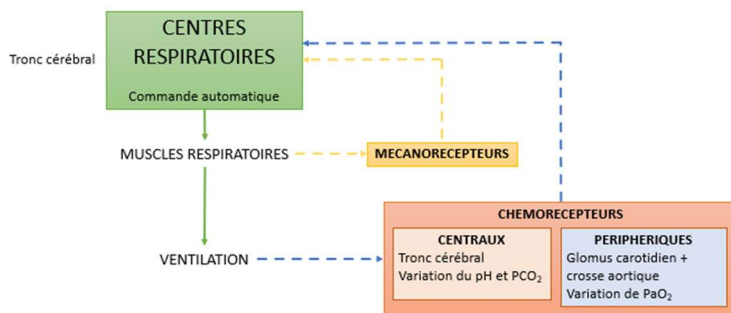 CENTRES
RESPIRATOIRES
Tronc cérébral
Commande automatique
MUSCLES RESPIRATOIRES
MECANORECEPTEURS
CHEMORECEPTEURS
VENTILATION
CENTRAUX
Tronc cérébral
Variation du pH et PCO₂
PERIPHERIQUES
Glomus carotidien +
crosse aortique
Variation de PaO₂